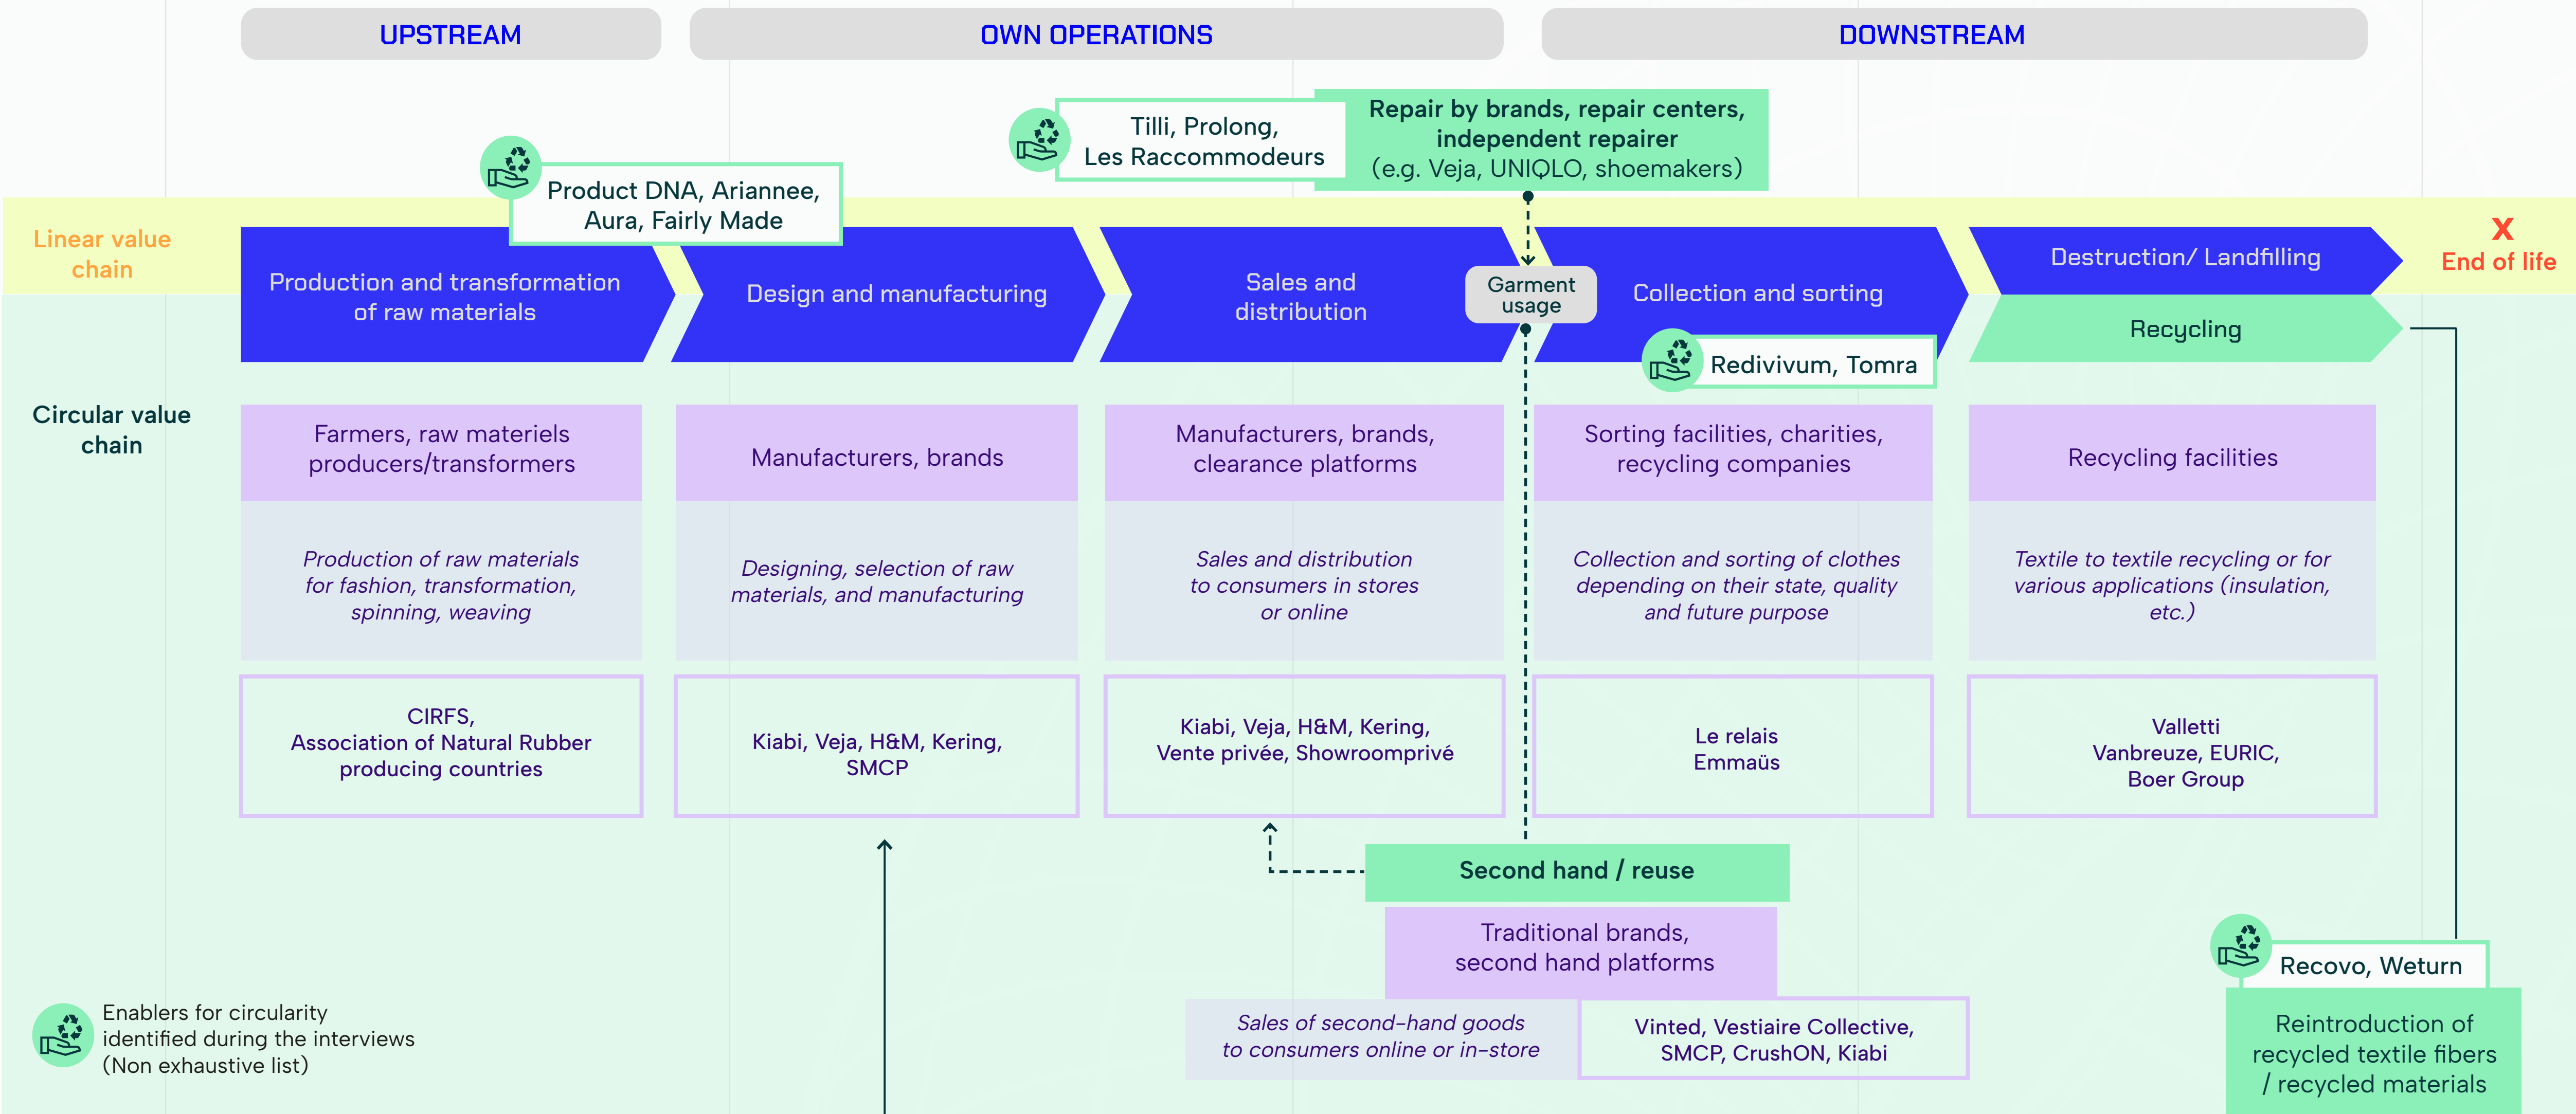 UPSTREAM
OWN OPERATIONS
DOWNSTREAM
Tilli, Prolong,
Les Raccommodeurs
Repair by brands, repair centers,
independent repairer
(e.g. Veja, UNIQLO, shoemakers)
Product DNA, Ariannee,
Aura, Fairly Made
Linear value
chain
Production and transformation
of raw materials
Design and manufacturing
Sales and
distribution
Garment
usage
Collection and sorting
Destruction/ Landfilling
Recycling
X
End of life
Redivivum, Tomra
Circular value
chain
Farmers, raw materiels
producers/transformers
Manufacturers, brands
Manufacturers, brands,
clearance platforms
Sorting facilities, charities,
recycling companies
Recycling facilities
Production of raw materials
for fashion, transformation,
spinning, weaving
Designing, selection of raw
materials, and manufacturing
Sales and distribution
to consumers in stores
or online
Collection and sorting of clothes
depending on their state, quality
and future purpose
Textile to textile recycling or for
various applications (insulation,
etc.)
CIRFS,
Association of Natural Rubber
producing countries
Kiabi, Veja, H&M, Kering,
SMCP
Kiabi, Veja, H&M, Kering,
Vente privée, Showroomprivé
Le relais
Emmaüs
Valletti
Vanbreuze, EURIC,
Boer Group
Second hand / reuse
Traditional brands,
second hand platforms
Sales of second-hand goods
to consumers online or in-store
Vinted, Vestiaire Collective,
SMCP, CrushON, Kiabi
Recovo, Weturn
Reintroduction of
recycled textile fibers
/ recycled materials
Enablers for circularity
identified during the interviews
(Non exhaustive list)